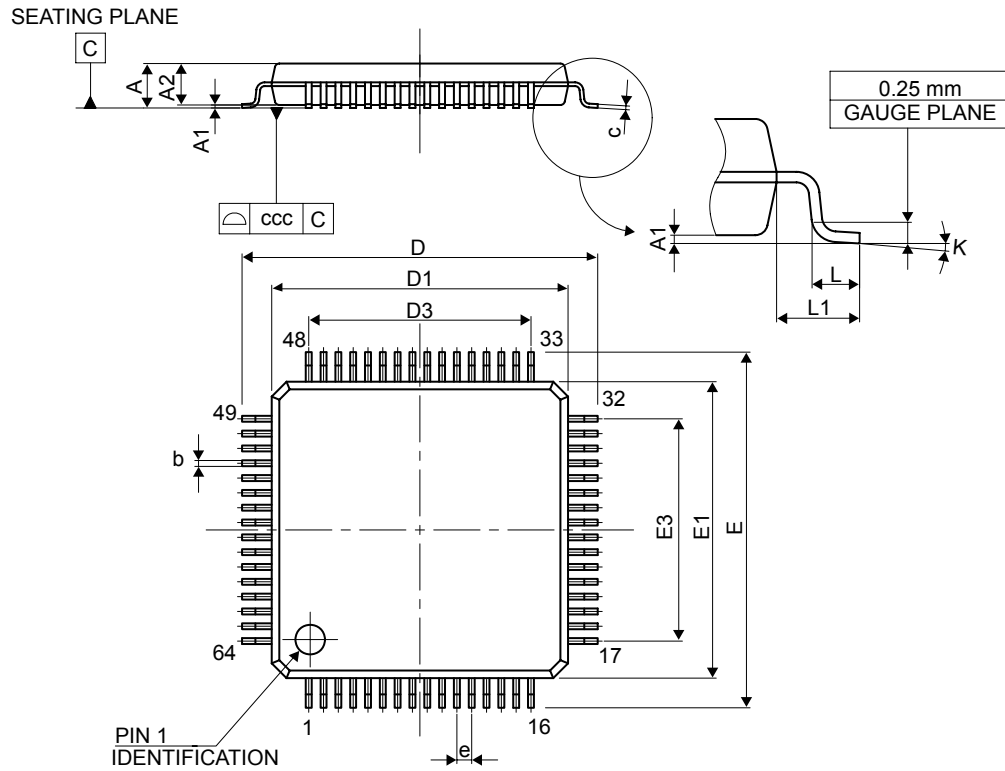 SEATING PLANE
C
A
A2
A1
c
ccc C
0.25 mm
GAUGE PLANE
A1
K
L
L1
D
D1
D3
48
33
49
32
b
E3
E1
E
64
17
1
16
e
PIN 1
IDENTIFICATION